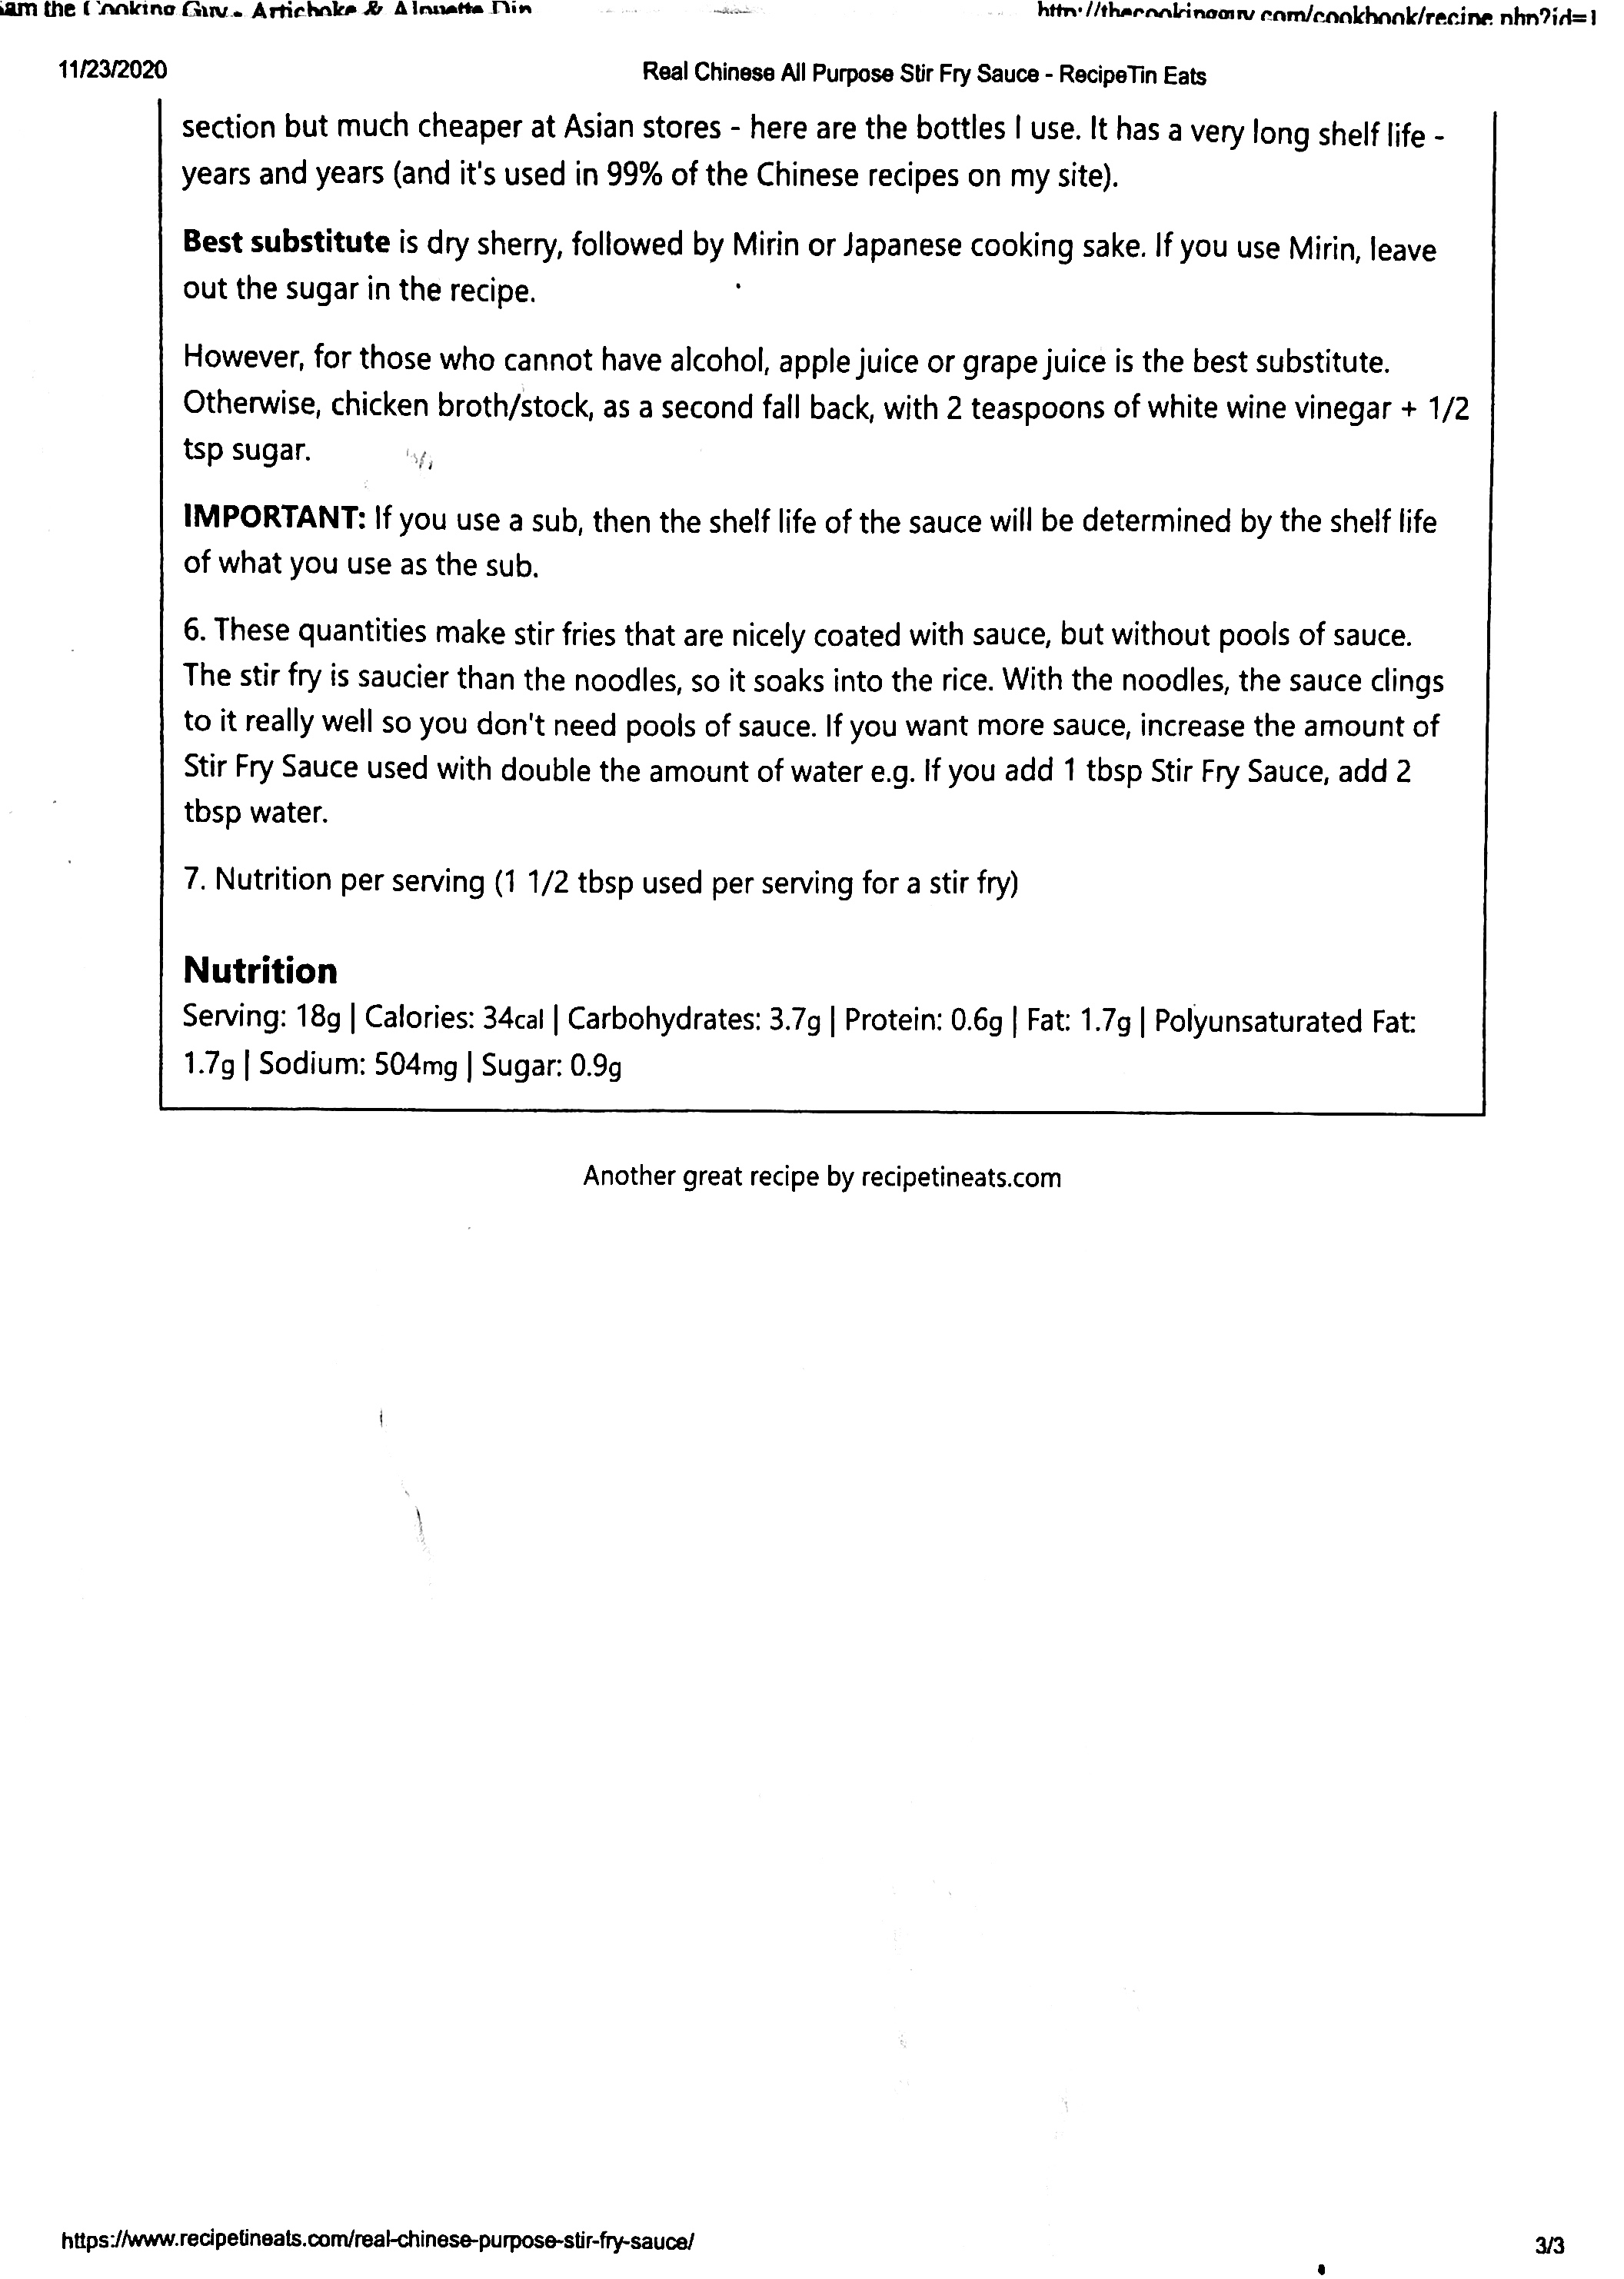 am the Cooking Guy - Artichoke & Alouette Dip
http://thecookingguy.com/cookbook/recipe.php?id=1
11/23/2020
Real Chinese All Purpose Stir Fry Sauce - RecipeTin Eats
section but much cheaper at Asian stores - here are the bottles I use. It has a very long shelf life -
years and years (and it's used in 99% of the Chinese recipes on my site).
Best substitute is dry sherry, followed by Mirin or Japanese cooking sake. If you use Mirin, leave
out the sugar in the recipe.
However, for those who cannot have alcohol, apple juice or grape juice is the best substitute.
Otherwise, chicken broth/stock, as a second fall back, with 2 teaspoons of white wine vinegar + 1/2
tsp sugar.
IMPORTANT: If you use a sub, then the shelf life of the sauce will be determined by the shelf life
of what you use as the sub.
6. These quantities make stir fries that are nicely coated with sauce, but without pools of sauce.
The stir fry is saucier than the noodles, so it soaks into the rice. With the noodles, the sauce clings
to it really well so you don't need pools of sauce. If you want more sauce, increase the amount of
Stir Fry Sauce used with double the amount of water e.g. If you add 1 tbsp Stir Fry Sauce, add 2
tbsp water.
7. Nutrition per serving (1 1/2 tbsp used per serving for a stir fry)
Nutrition
Serving: 18g | Calories: 34cal | Carbohydrates: 3.7g | Protein: 0.6g | Fat: 1.7g | Polyunsaturated Fat:
1.7g | Sodium: 504mg | Sugar: 0.9g
Another great recipe by recipetineats.com
https://www.recipetineats.com/real-chinese-purpose-stir-fry-sauce/
3/3